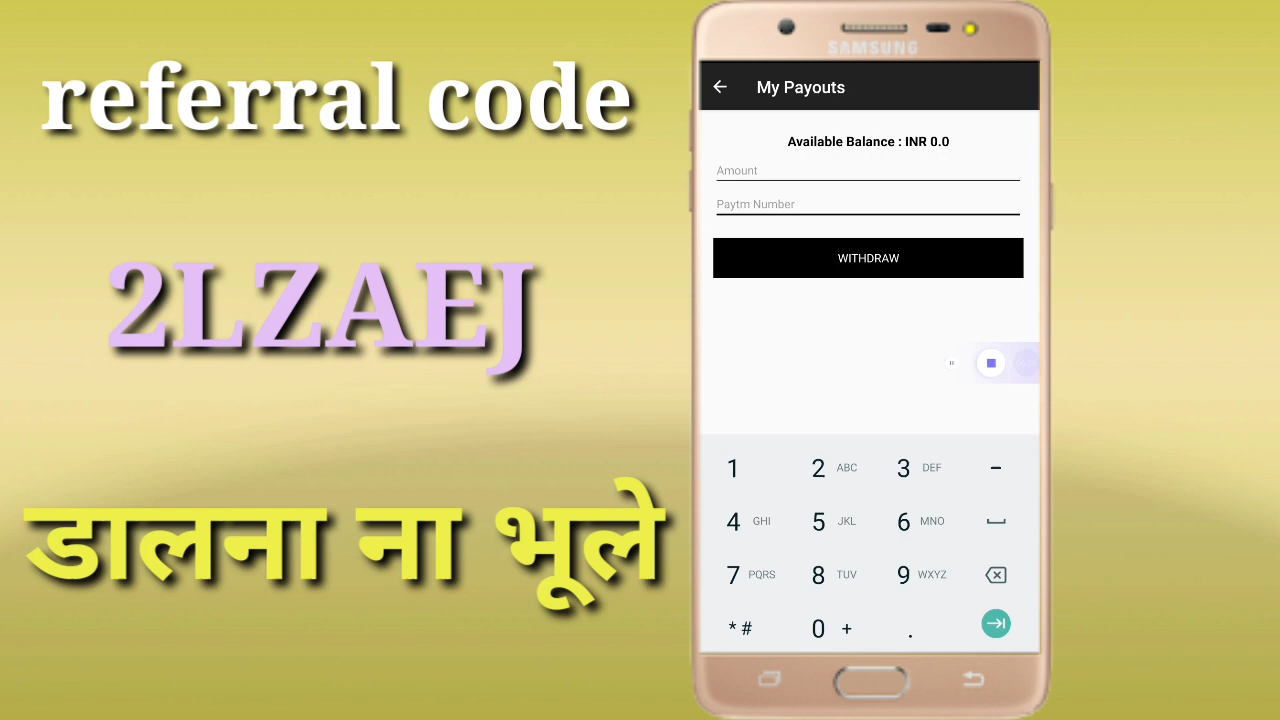 referral code
2LZAEJ
डालना ना भूले
SAMSUNG
My Payouts
Available Balance : INR 0.0
Amount
Paytm Number
WITHDRAW
1 2 ABC 3 DEF -
4 GHI 5 JKL 6 MNO
7 PQRS 8 TUV 9 WXYZ
* # 0 + .